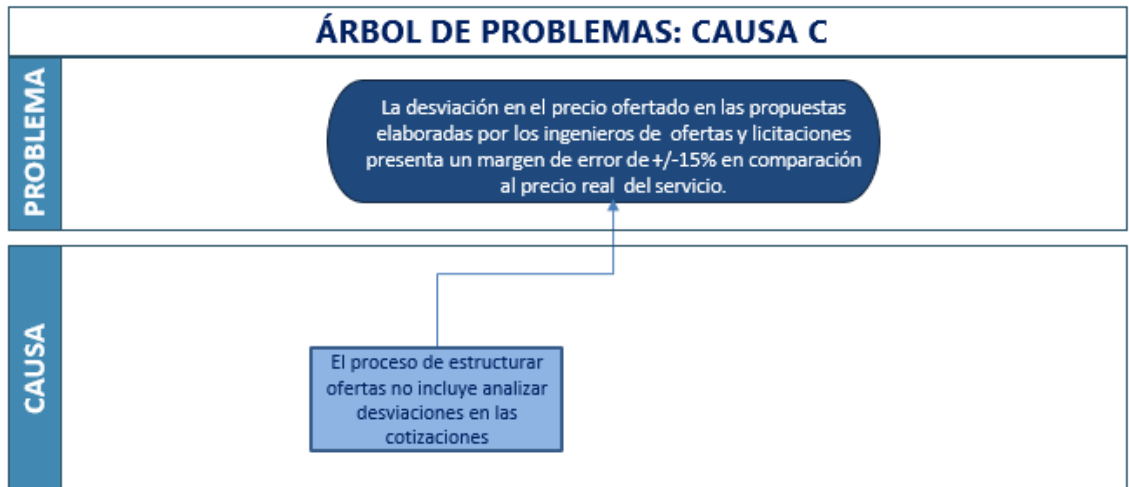 ÁRBOL DE PROBLEMAS: CAUSA C
PROBLEMA
La desviación en el precio ofertado en las propuestas
elaboradas por los ingenieros de ofertas y licitaciones
presenta un margen de error de +/-15% en comparación
al precio real del servicio.
CAUSA
El proceso de estructurar
ofertas no incluye analizar
desviaciones en las
cotizaciones